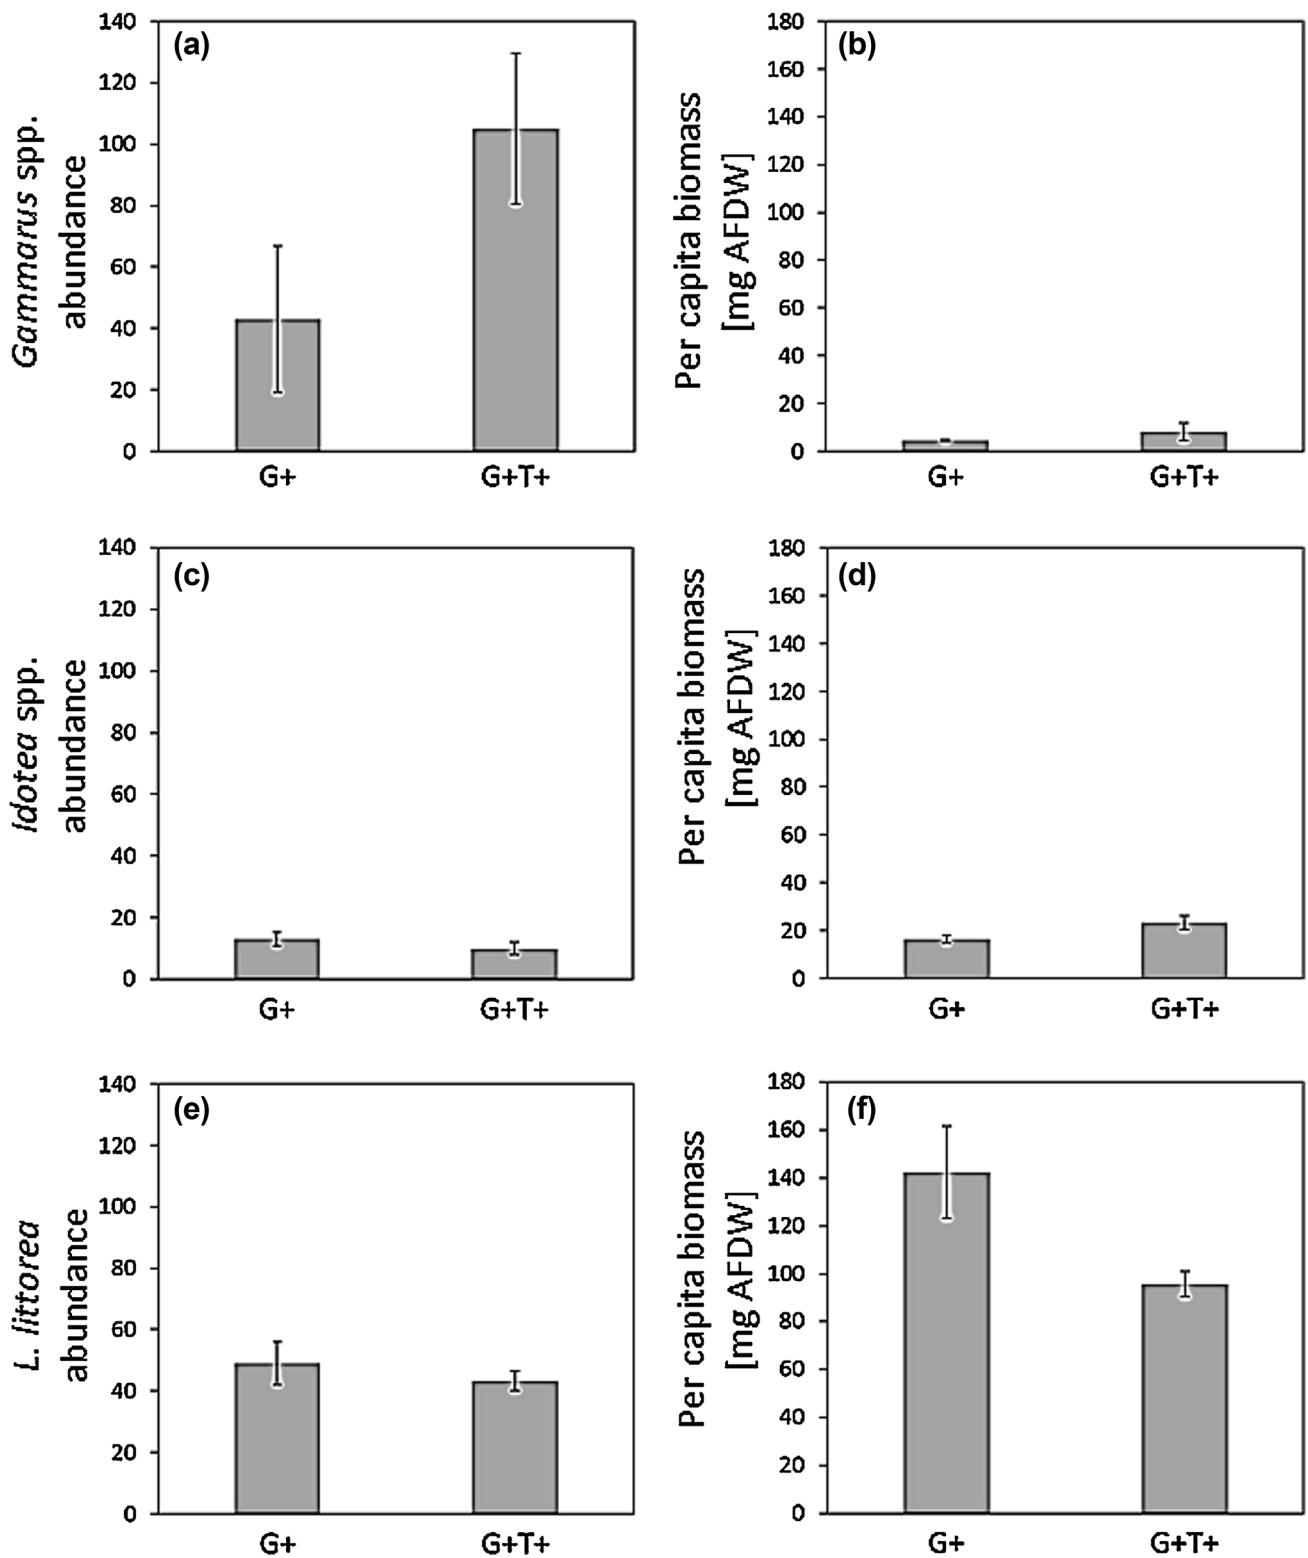 (a)
Gammarus spp.
abundance
140
120
100
80
60
40
20
0
G+
G+T+
(b)
Per capita biomass
[mg AFDW]
180
160
140
120
100
80
60
40
20
0
G+
G+T+
(c)
Idotea spp.
abundance
140
120
100
80
60
40
20
0
G+
G+T+
(d)
Per capita biomass
[mg AFDW]
180
160
140
120
100
80
60
40
20
0
G+
G+T+
(e)
L. littorea
abundance
140
120
100
80
60
40
20
0
G+
G+T+
(f)
Per capita biomass
[mg AFDW]
180
160
140
120
100
80
60
40
20
0
G+
G+T+